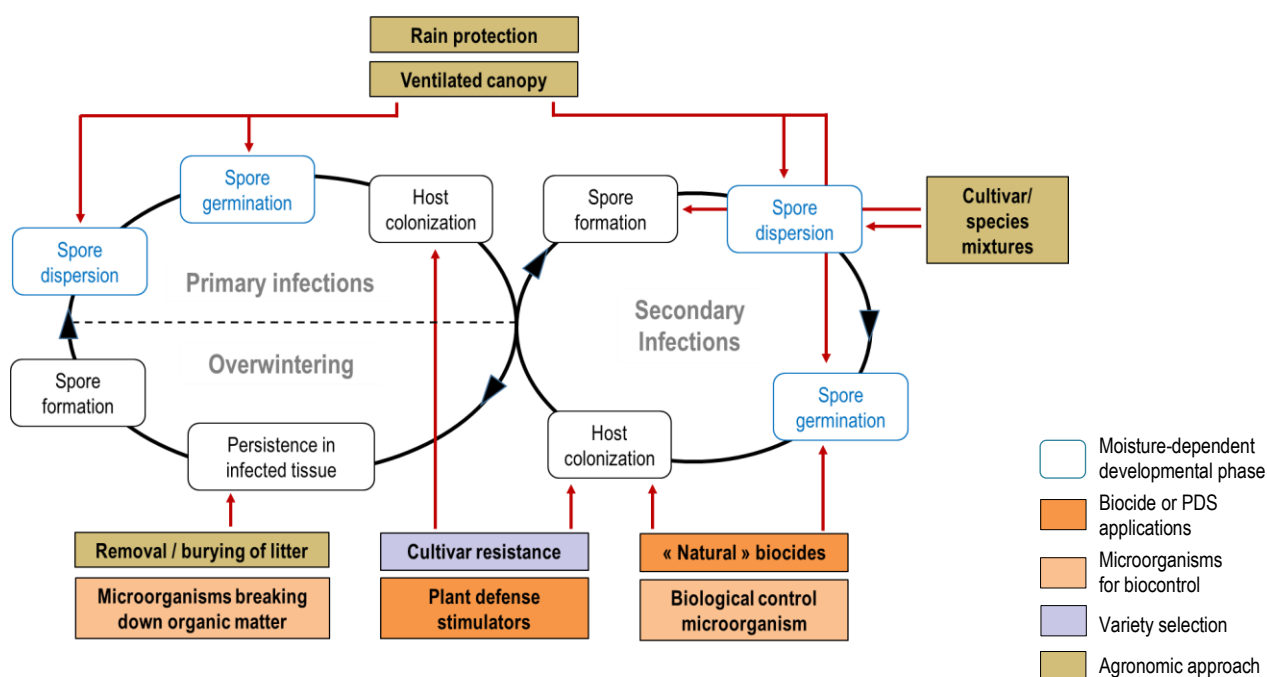 Rain protection
Ventilated canopy
Spore
germination
Host
colonization
Spore
formation
Spore
dispersion
Cultivar/
species
mixtures
Spore
dispersion
Primary infections
Secondary
Infections
Overwintering
Spore
formation
Spore
germination
Persistence in
infected tissue
Host
colonization
Removal / burying of litter
Microorganisms breaking
down organic matter
Cultivar resistance
Plant defense
stimulators
« Natural » biocides
Biological control
microorganism
Moisture-dependent
developmental phase
Biocide or PDS
applications
Microorganisms
for biocontrol
Variety selection
Agronomic approach